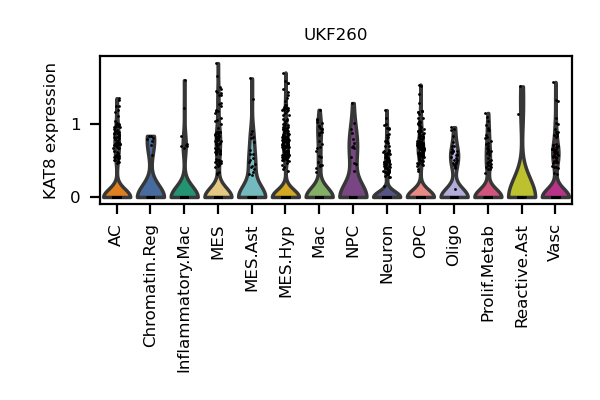 UKF260
KAT8 expression
1
0
AC
Chromatin.Reg
Inflammatory.Mac
MES
MES.Ast
MES.Hyp
Mac
NPC
Neuron
OPC
Oligo
Prolif.Metab
Reactive.Ast
Vasc